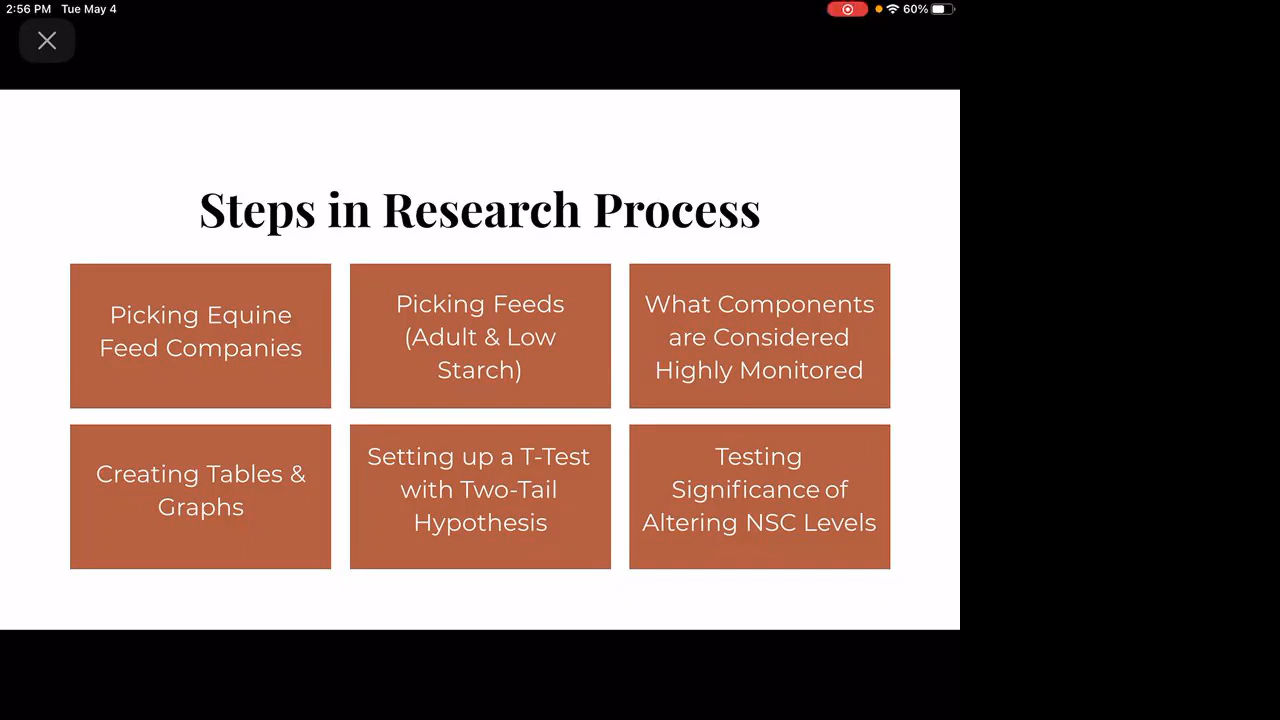 2:56 PM Tue May 4
60%
Steps in Research Process
Picking Equine
Feed Companies
Picking Feeds
(Adult & Low
Starch)
What Components
are Considered
Highly Monitored
Creating Tables &
Graphs
Setting up a T-Test
with Two-Tail
Hypothesis
Testing
Significance of
Altering NSC Levels